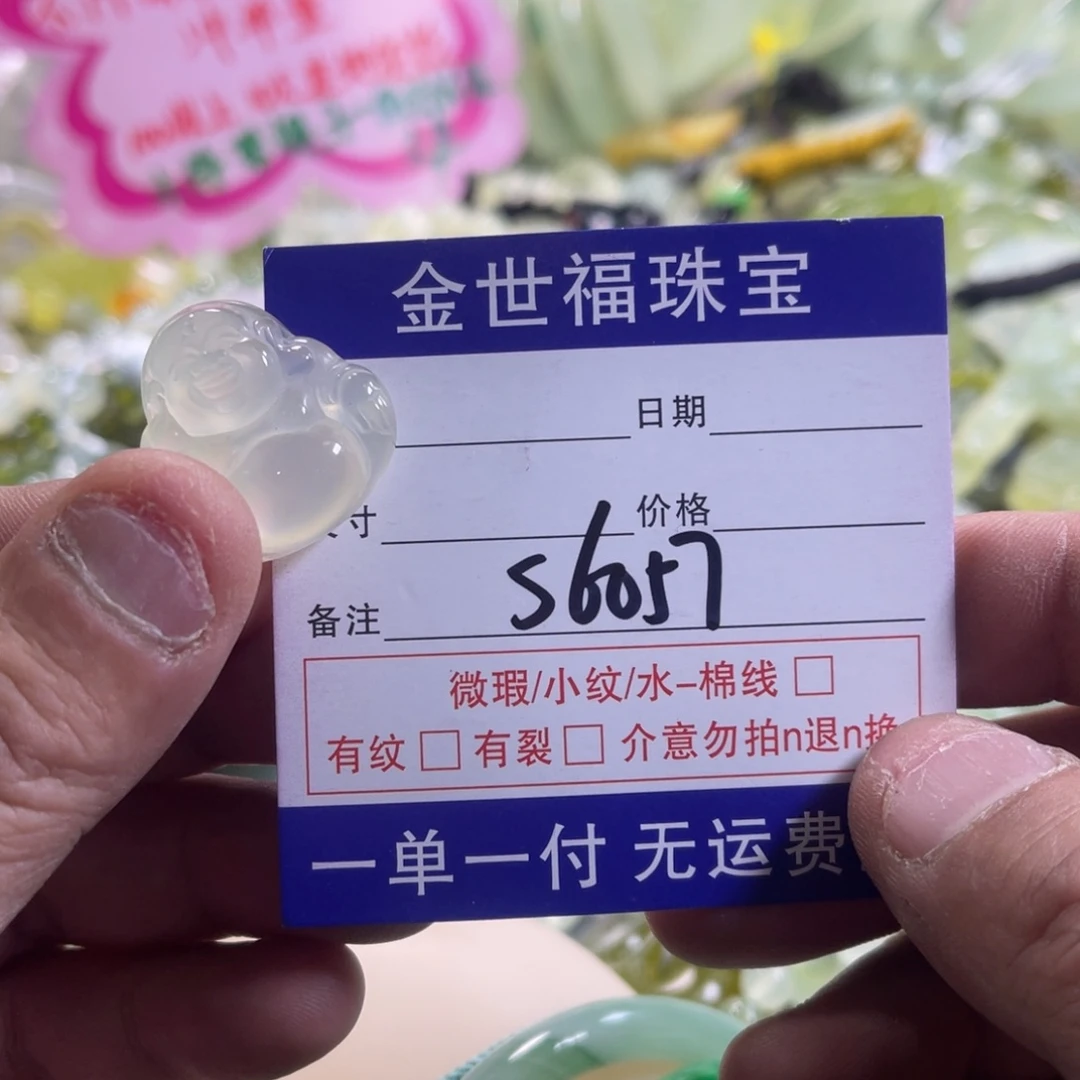 金世福珠宝
日期
寸 价格
备注 S6057
微瑕/小纹/水-棉线
有纹 有裂 介意勿拍n退n换
一单一付 无运费